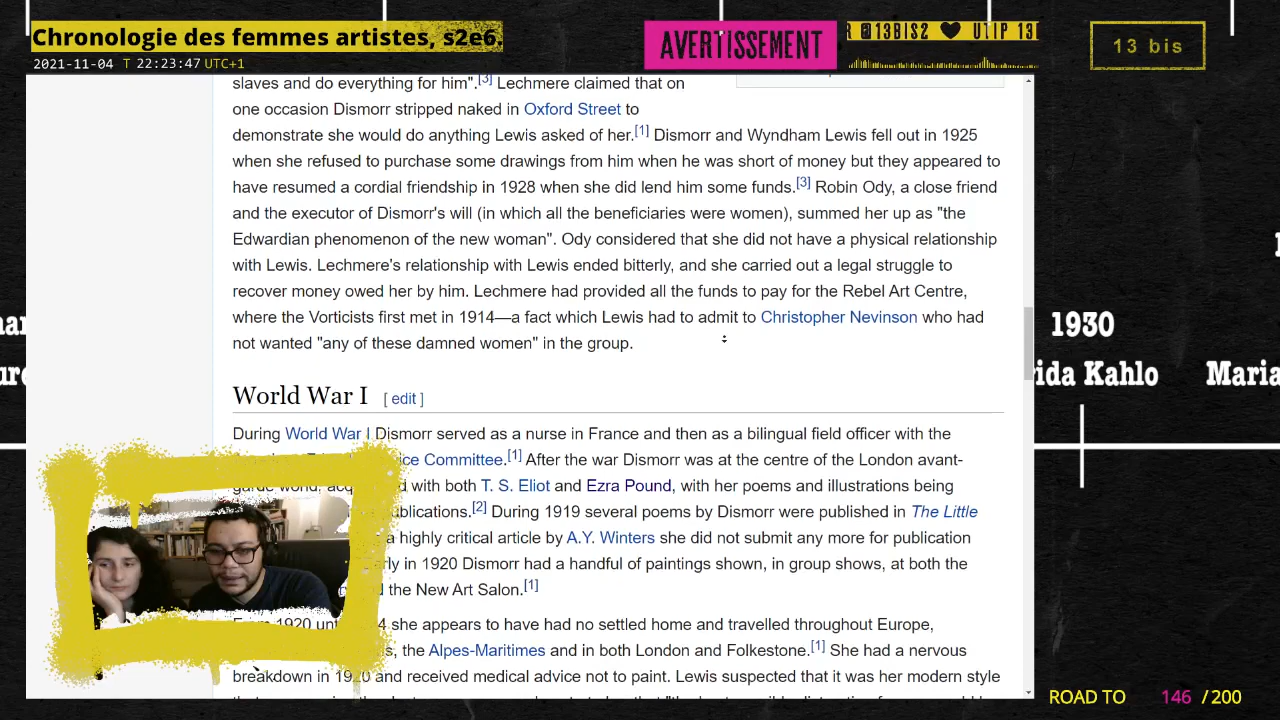 Chronologie des femmes artistes, s2e6.
2021-11-04 T 22:23:47 UTC+1
AVERTISSEMENT
R @13BIS2 ♥ UTIP 13
13 bis
slaves and do everything for him".[3] Lechmere claimed that on
one occasion Dismorr stripped naked in Oxford Street to
demonstrate she would do anything Lewis asked of her.[1] Dismorr and Wyndham Lewis fell out in 1925
when she refused to purchase some drawings from him when he was short of money but they appeared to
have resumed a cordial friendship in 1928 when she did lend him some funds.[3] Robin Ody, a close friend
and the executor of Dismorr's will (in which all the beneficiaries were women), summed her up as "the
Edwardian phenomenon of the new woman". Ody considered that she did not have a physical relationship
with Lewis. Lechmere's relationship with Lewis ended bitterly, and she carried out a legal struggle to
recover money owed her by him. Lechmere had provided all the funds to pay for the Rebel Art Centre,
where the Vorticists first met in 1914—a fact which Lewis had to admit to Christopher Nevinson who had
not wanted "any of these damned women" in the group.
World War I [ edit ]
During World War I Dismorr served as a nurse in France and then as a bilingual field officer with the
ice Committee.[1] After the war Dismorr was at the centre of the London avant-
garde world, acq d with both T. S. Eliot and Ezra Pound, with her poems and illustrations being
ublications.[2] During 1919 several poems by Dismorr were published in The Little
a highly critical article by A.Y. Winters she did not submit any more for publication
rly in 1920 Dismorr had a handful of paintings shown, in group shows, at both the
the New Art Salon.[1]
From 1920 unt 4 she appears to have had no settled home and travelled throughout Europe,
s, the Alpes-Maritimes and in both London and Folkestone.[1] She had a nervous
breakdown in 1920 and received medical advice not to paint. Lewis suspected that it was her modern style
1930
ida Kahlo
Maria
ROAD TO 146 / 200